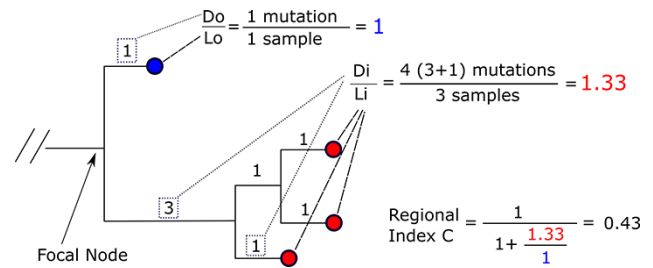 Do
Lo
=
1 mutation
1 sample
= 1
1
Di
Li
=
4 (3+1) mutations
3 samples
= 1.33
1
1
3
1
1
Regional
Index C
=
1
1+
1.33
1
= 0.43
Focal Node